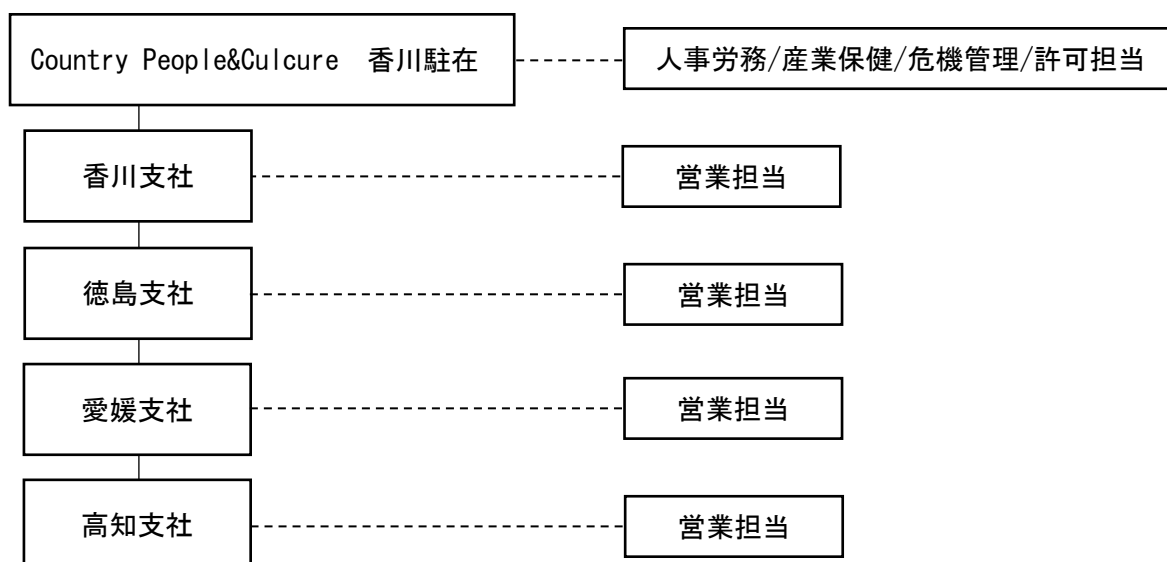 Country People&Culcure　香川駐在
人事労務/産業保健/危機管理/許可担当
香川支社
営業担当
徳島支社
営業担当
愛媛支社
営業担当
高知支社
営業担当